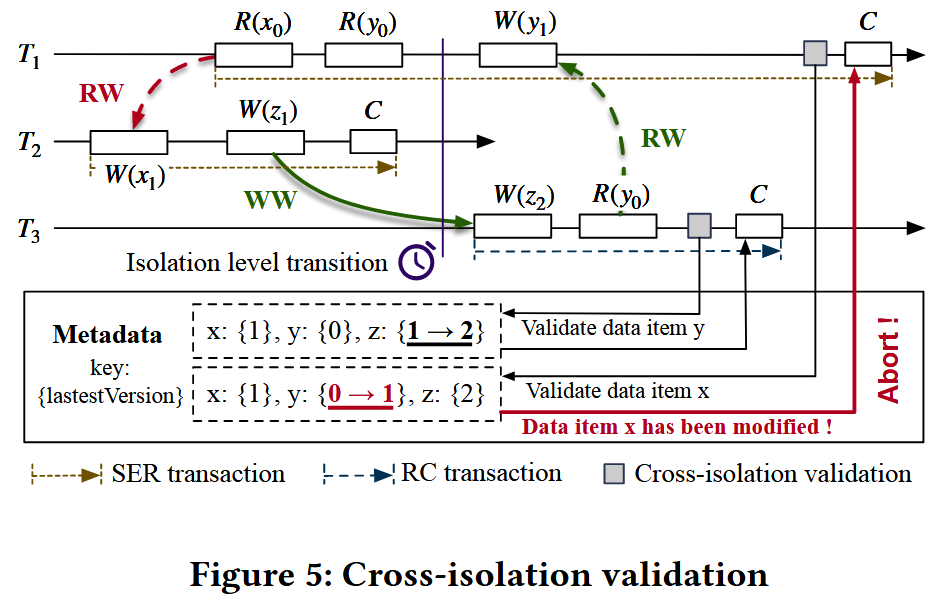 R(x₀) R(y₀) W(y₁) C
T₁
RW
W(z₁) C
T₂
RW
W(x₁)
WW
W(z₂) R(y₀) C
T₃
Isolation level transition
Metadata
key:
{lastestVersion}
x: {1}, y: {0}, z: {1 → 2}
Validate data item y
x: {1}, y: {0 → 1}, z: {2}
Validate data item x
Data item x has been modified !
Abort !
SER transaction RC transaction Cross-isolation validation
Figure 5: Cross-isolation validation